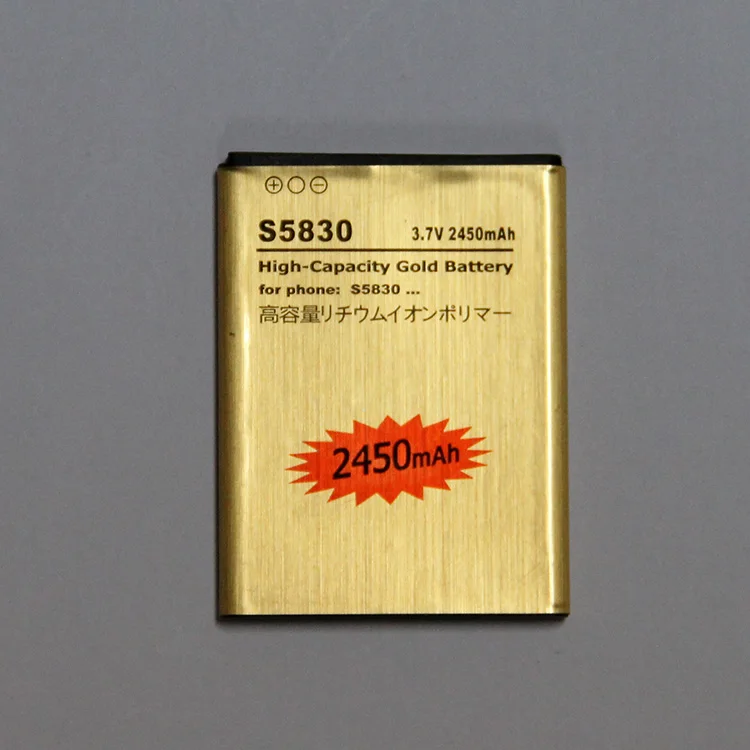 ⊕○⊖
S5830 3.7V 2450mAh
High-Capacity Gold Battery
for phone: S5830 ...
高容量リチウムイオンポリマー
2450mAh